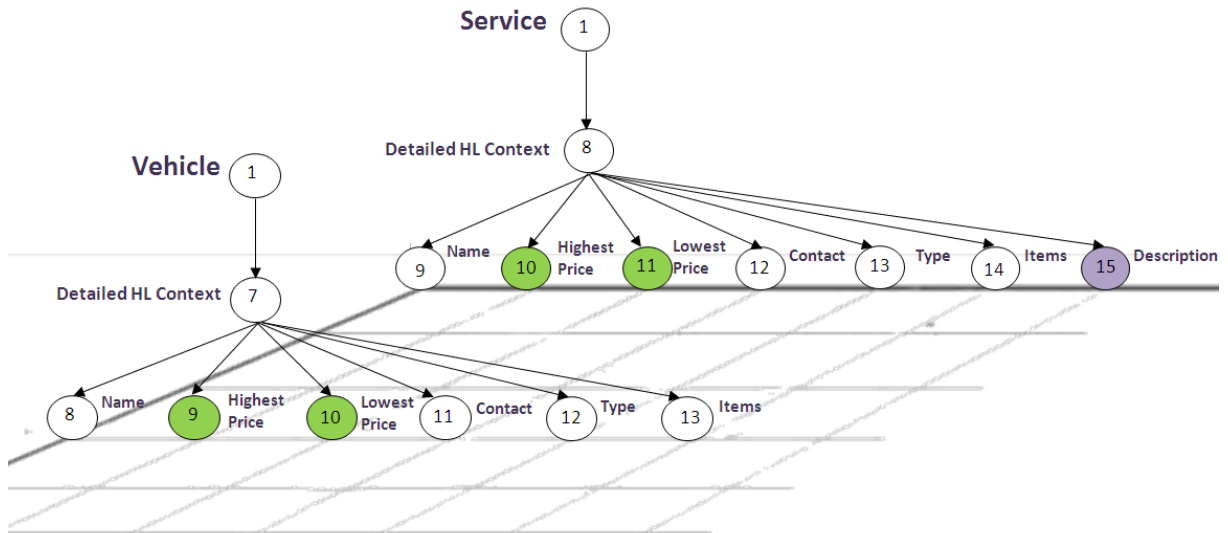 Service
1
Detailed HL Context
8
Vehicle
1
Name
Highest
Price
Lowest
Price
Contact
Type
Items
Description
9
10
11
12
13
14
15
Detailed HL Context
7
Name
Highest
Price
Lowest
Price
Contact
Type
Items
8
9
10
11
12
13